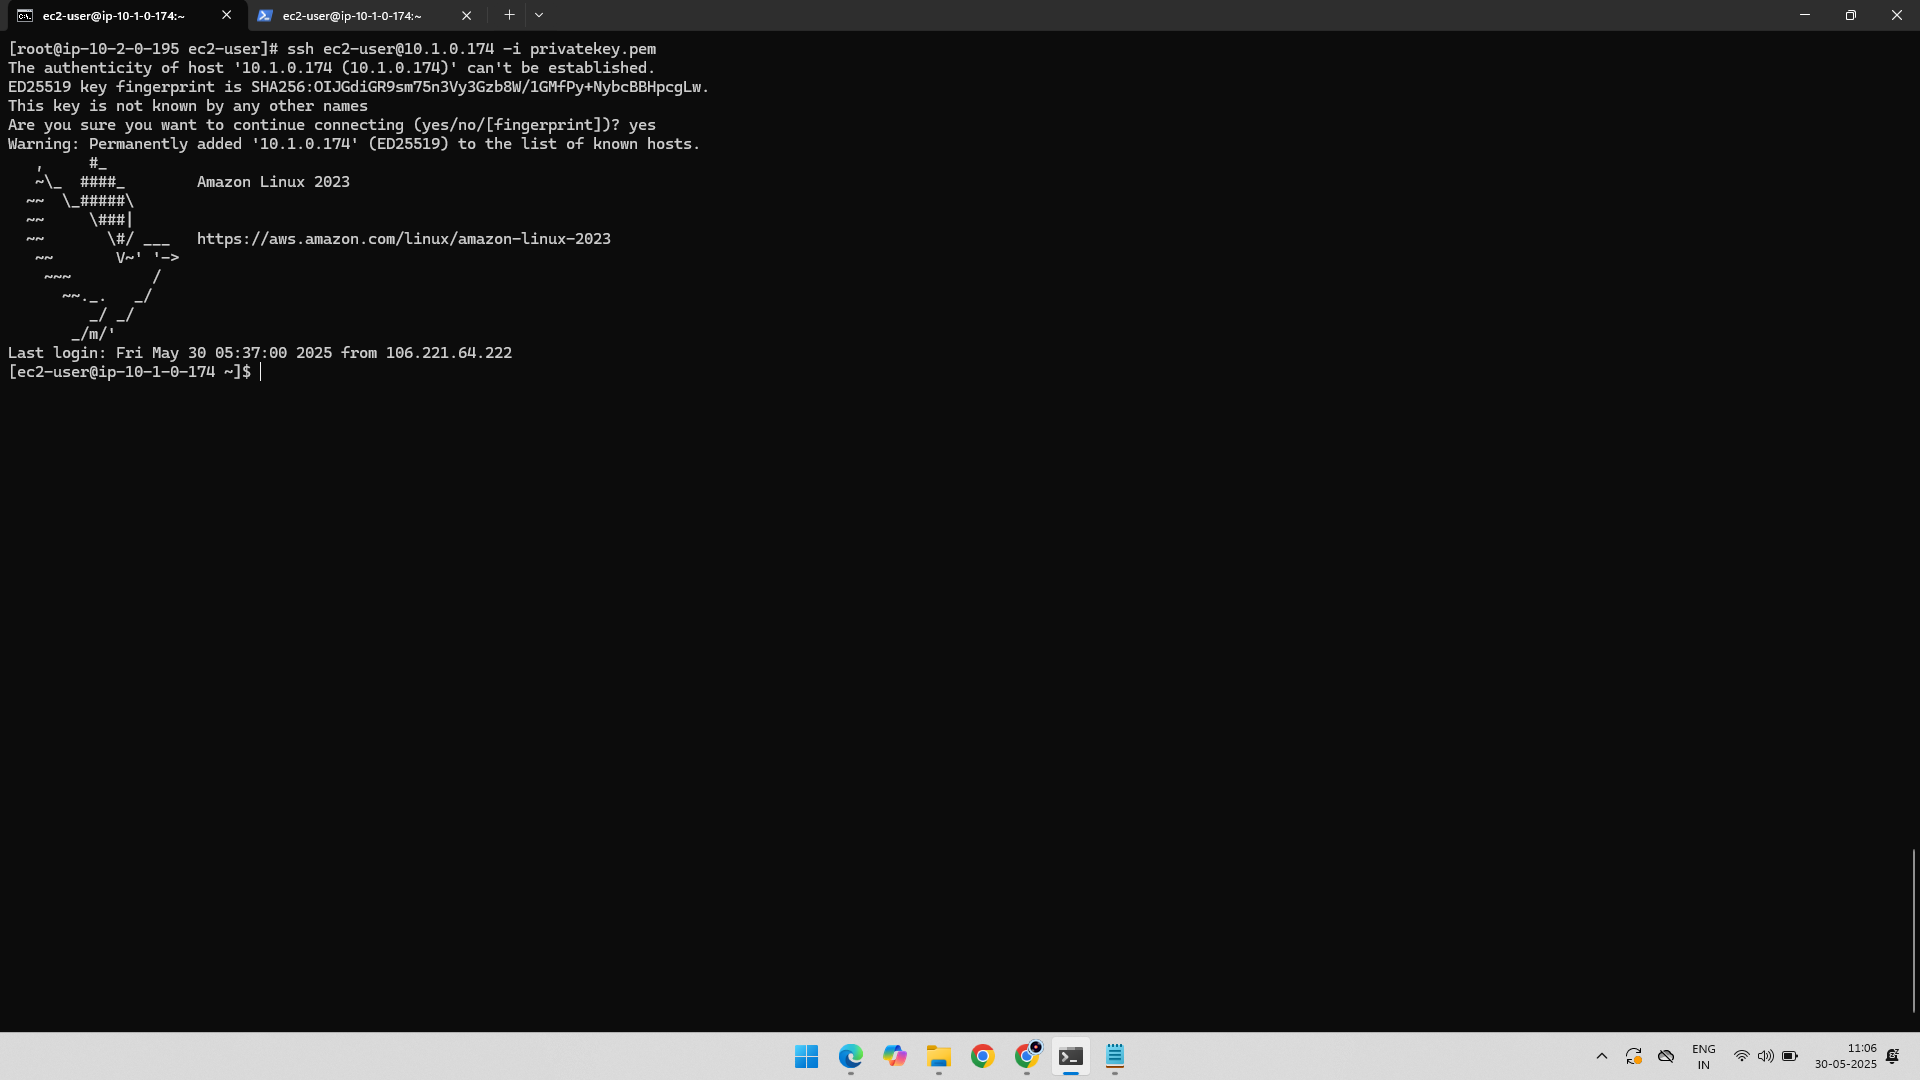 ec2-user@ip-10-1-0-174:~
ec2-user@ip-10-1-0-174:~
[root@ip-10-2-0-195 ec2-user]# ssh ec2-user@10.1.0.174 -i privatekey.pem
The authenticity of host '10.1.0.174 (10.1.0.174)' can't be established.
ED25519 key fingerprint is SHA256:OIJGdiGR9sm75n3Vy3Gzb8W/1GMfPy+NybcBBHpcgLw.
This key is not known by any other names
Are you sure you want to continue connecting (yes/no/[fingerprint])? yes
Warning: Permanently added '10.1.0.174' (ED25519) to the list of known hosts.
   ,     #_
   ~\_  ####_        Amazon Linux 2023
  ~~  \_#####\
  ~~     \###|
  ~~       \#/ ___   https://aws.amazon.com/linux/amazon-linux-2023
   ~~       V~' '->
    ~~~         /
      ~~._.   _/
         _/ _/
       _/m/'
Last login: Fri May 30 05:37:00 2025 from 106.221.64.222
[ec2-user@ip-10-1-0-174 ~]$
ENG
IN
11:06
30-05-2025